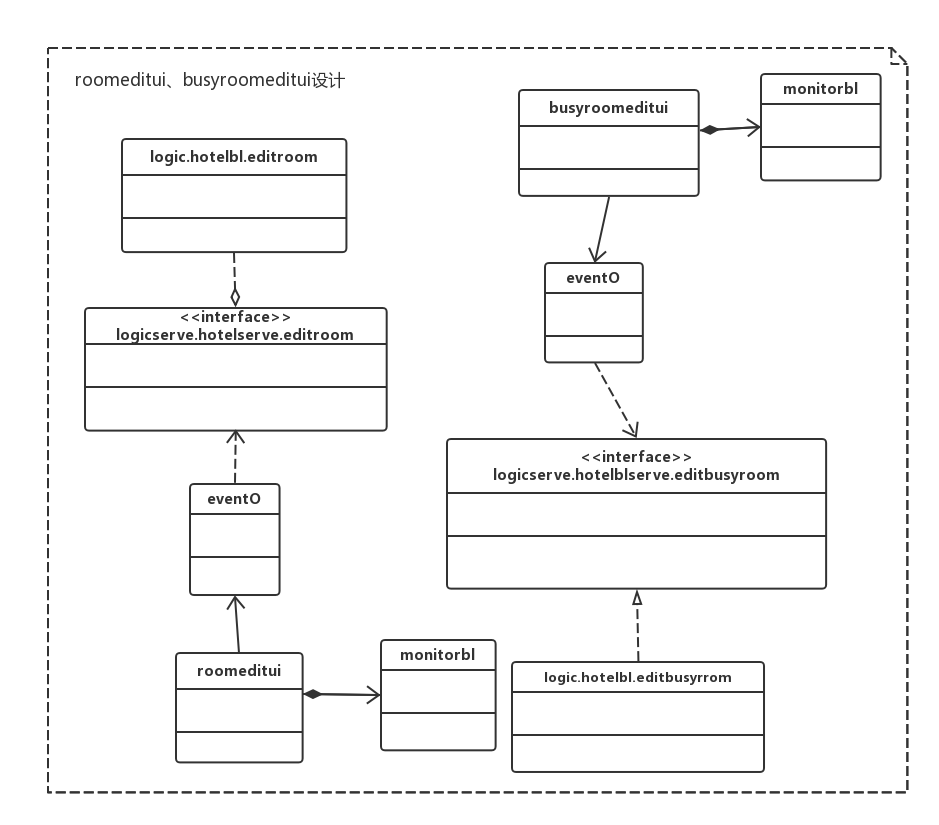 roomeditui、busyroomeditui设计
monitorbl
busyroomeditui
logic.hotelbl.editroom
eventO
<<interface>>
logicserve.hotelserve.editroom
<<interface>>
logicserve.hotelblserve.editbusyroom
eventO
monitorbl
roomeditui
logic.hotelbl.editbusyrrom